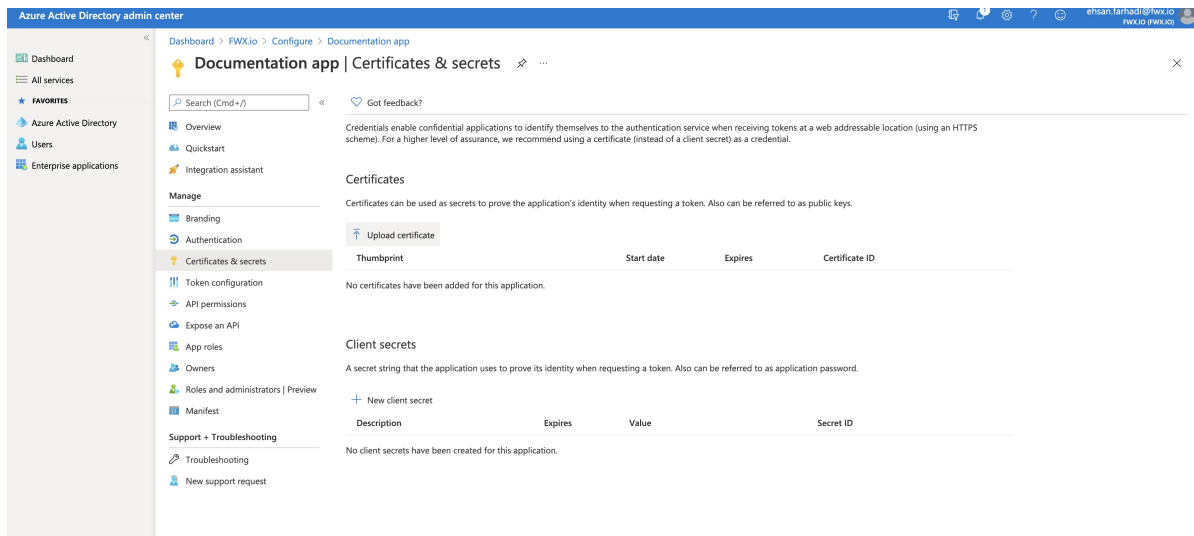 Azure Active Directory admin center
1
ehsan.farhadi@fwx.io
FWX.IO (FWX.IO)
«
Dashboard
All services
FAVORITES
Azure Active Directory
Users
Enterprise applications
Dashboard > FWX.io > Configure > Documentation app
Documentation app | Certificates & secrets
Search (Cmd+/)
«
Overview
Quickstart
Integration assistant
Manage
Branding
Authentication
Certificates & secrets
Token configuration
API permissions
Expose an API
App roles
Owners
Roles and administrators | Preview
Manifest
Support + Troubleshooting
Troubleshooting
New support request
Got feedback?
Credentials enable confidential applications to identify themselves to the authentication service when receiving tokens at a web addressable location (using an HTTPS
scheme). For a higher level of assurance, we recommend using a certificate (instead of a client secret) as a credential.
Certificates
Certificates can be used as secrets to prove the application's identity when requesting a token. Also can be referred to as public keys.
Upload certificate
Thumbprint Start date Expires Certificate ID
No certificates have been added for this application.
Client secrets
A secret string that the application uses to prove its identity when requesting a token. Also can be referred to as application password.
New client secret
Description Expires Value Secret ID
No client secrets have been created for this application.